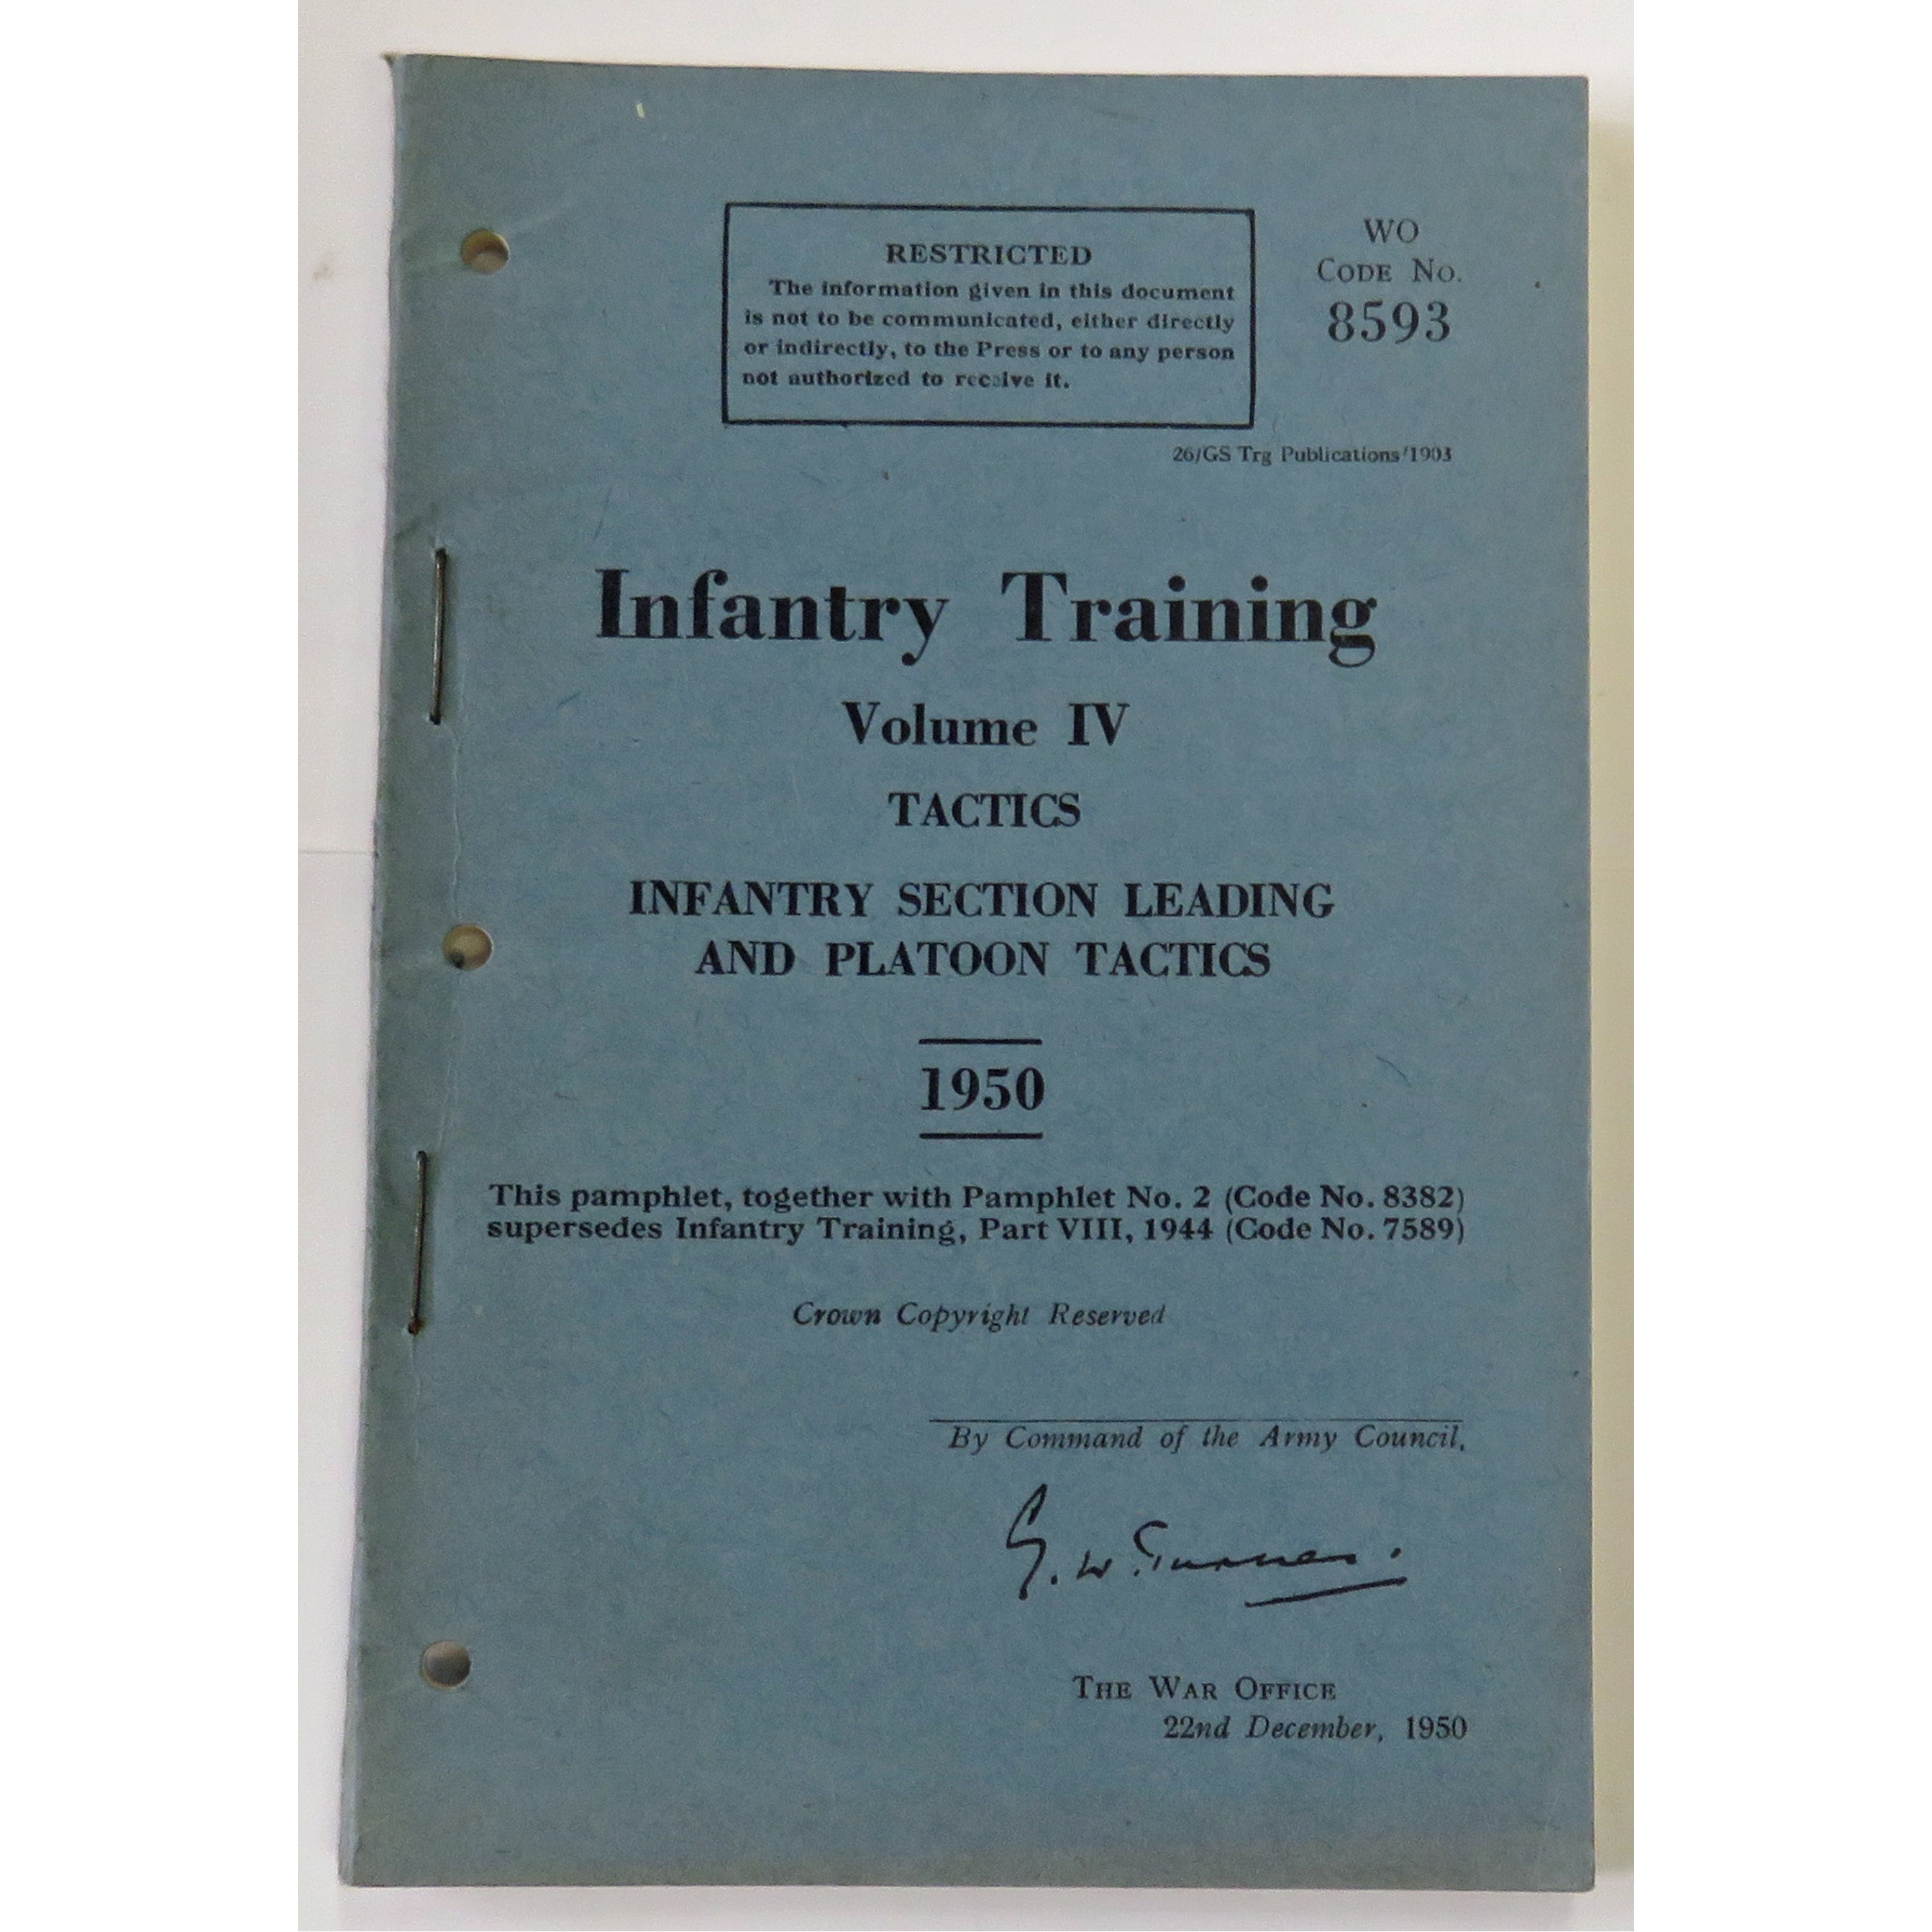 RESTRICTED
The information given in this document
is not to be communicated, either directly
or indirectly, to the Press or to any person
not authorized to receive it.
WO
CODE NO.
8593
26/GS Trg Publications/1903
Infantry Training
Volume IV
TACTICS
INFANTRY SECTION LEADING
AND PLATOON TACTICS
1950
This pamphlet, together with Pamphlet No. 2 (Code No. 8382)
supersedes Infantry Training, Part VIII, 1944 (Code No. 7589)
Crown Copyright Reserved
By Command of the Army Council,
G. W. Turner.
THE WAR OFFICE
22nd December, 1950